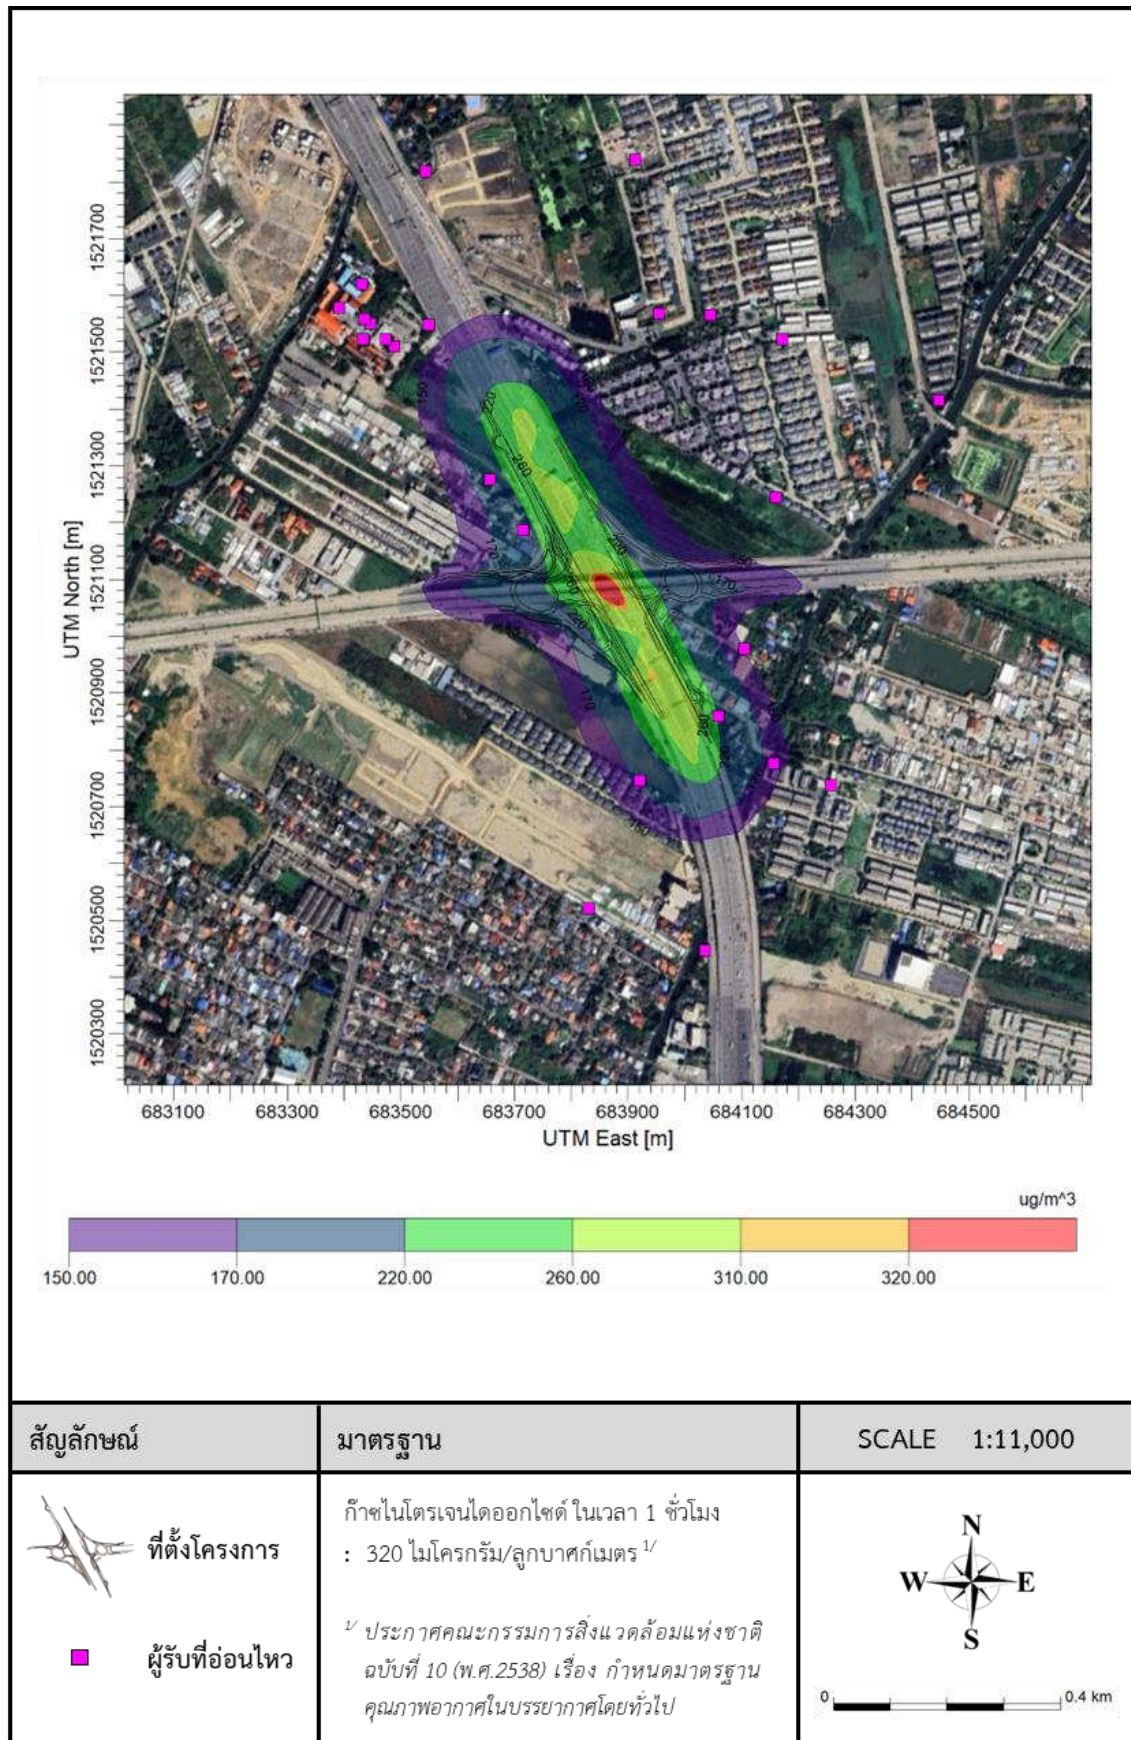 1521700
1521500
1521300
1521100
1520900
1520700
1520500
1520300
UTM North [m]
150
220
260
170
180
170
220
280
683100 683300 683500 683700 683900 684100 684300 684500
UTM East [m]
ug/m^3
150.00 170.00 220.00 260.00 310.00 320.00
สัญลักษณ์
ที่ตั้งโครงการ
ผู้รับที่อ่อนไหว
มาตรฐาน
ก๊าซไนโตรเจนไดออกไซด์ ในเวลา 1 ชั่วโมง
: 320 ไมโครกรัม/ลูกบาศก์เมตร 1/
1/ ประกาศคณะกรรมการสิ่งแวดล้อมแห่งชาติ
ฉบับที่ 10 (พ.ศ.2538) เรื่อง กำหนดมาตรฐาน
คุณภาพอากาศในบรรยากาศโดยทั่วไป
SCALE 1:11,000
N
W E
S
0 0.4 km